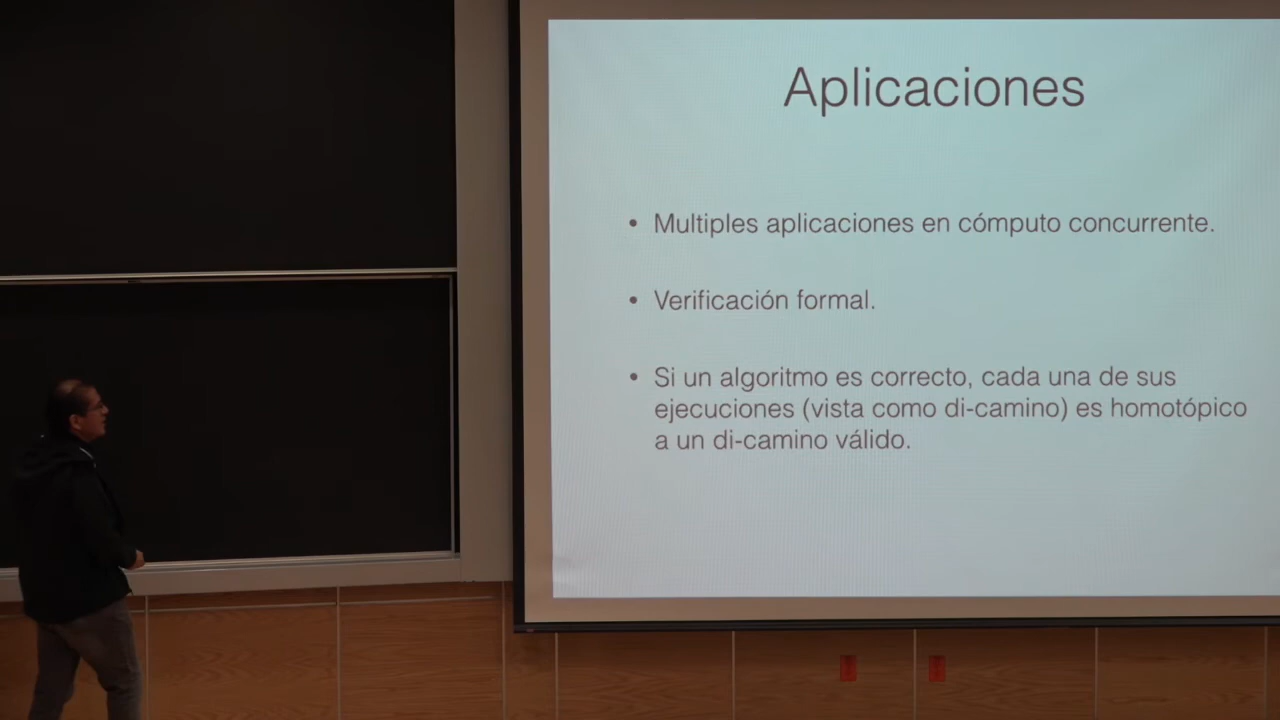 Aplicaciones
• Multiples aplicaciones en cómputo concurrente.
• Verificación formal.
• Si un algoritmo es correcto, cada una de sus
ejecuciones (vista como di-camino) es homotópico
a un di-camino válido.